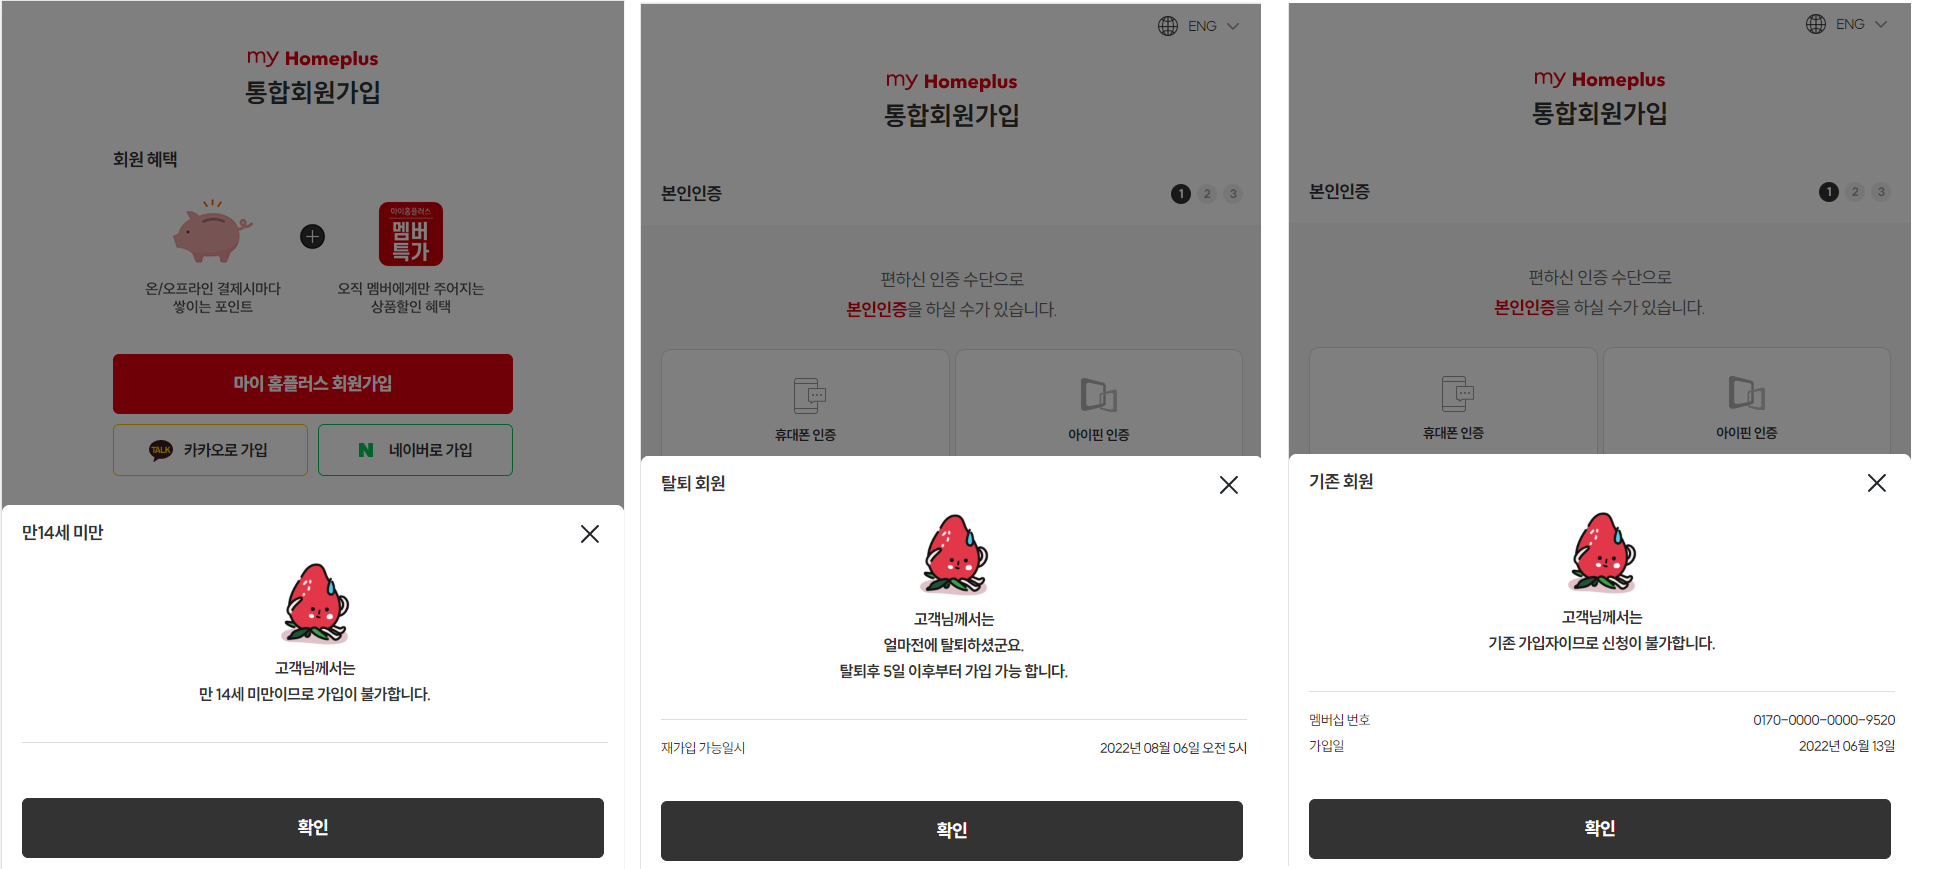 my Homeplus
통합회원가입
회원 혜택
마이홈플러스
멤버
특가
온/오프라인 결제시마다
쌓이는 포인트
오직 멤버에게만 주어지는
상품할인 혜택
마이 홈플러스 회원가입
TALK 카카오로 가입
N 네이버로 가입
만14세 미만
고객님께서는
만 14세 미만이므로 가입이 불가합니다.
확인
ENG
my Homeplus
통합회원가입
본인인증
1 2 3
편하신 인증 수단으로
본인인증을 하실 수가 있습니다.
휴대폰 인증
아이핀 인증
탈퇴 회원
고객님께서는
얼마전에 탈퇴하셨군요.
탈퇴후 5일 이후부터 가입 가능 합니다.
재가입 가능일시 2022년 08월 06일 오전 5시
확인
ENG
my Homeplus
통합회원가입
본인인증
1 2 3
편하신 인증 수단으로
본인인증을 하실 수가 있습니다.
휴대폰 인증
아이핀 인증
기존 회원
고객님께서는
기존 가입자이므로 신청이 불가합니다.
멤버십 번호 0170-0000-0000-9520
가입일 2022년 06월 13일
확인